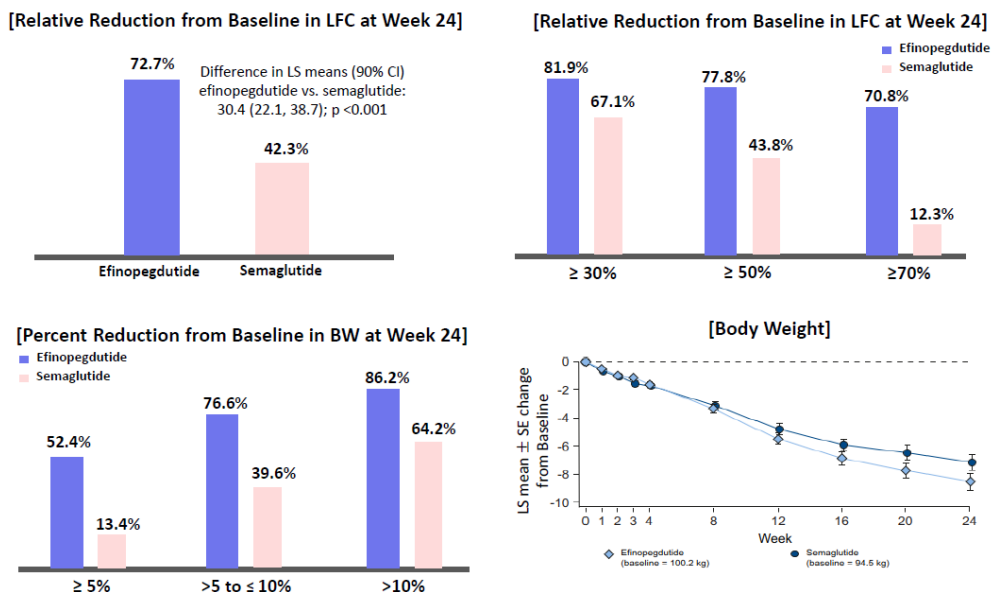 [Relative Reduction from Baseline in LFC at Week 24]
72.7%
Difference in LS means (90% CI)
efinopegdutide vs. semaglutide:
30.4 (22.1, 38.7); p <0.001
42.3%
Efinopegdutide
Semaglutide
[Relative Reduction from Baseline in LFC at Week 24]
Efinopegdutide
Semaglutide
81.9%
67.1%
77.8%
43.8%
70.8%
12.3%
≥ 30%
≥ 50%
≥70%
[Percent Reduction from Baseline in BW at Week 24]
Efinopegdutide
Semaglutide
52.4%
13.4%
76.6%
39.6%
86.2%
64.2%
≥ 5%
>5 to ≤ 10%
>10%
[Body Weight]
LS mean ± SE change
from Baseline
0
-2
-4
-6
-8
-10
0 1 2 3 4 8 12 16 20 24
Week
Efinopegdutide
(baseline = 100.2 kg)
Semaglutide
(baseline = 94.5 kg)